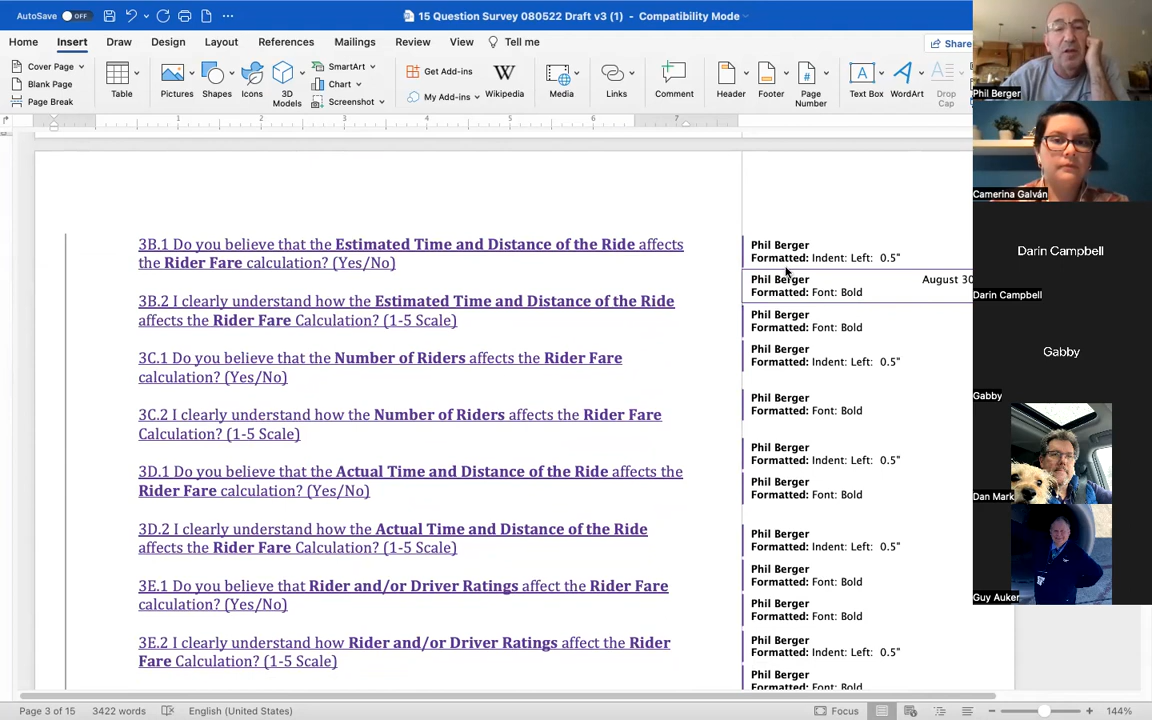 AutoSave OFF
15 Question Survey 080522 Draft v3 (1) - Compatibility Mode
Home Insert Draw Design Layout References Mailings Review View Tell me
Share
Cover Page
Blank Page
Page Break
Table
Pictures
Shapes
Icons
3D
Models
SmartArt
Chart
Screenshot
Get Add-ins
My Add-ins
Wikipedia
Media
Links
Comment
Header
Footer
Page
Number
Text Box
WordArt
Drop
Cap
1 2 3 4 5 6 7
3B.1 Do you believe that the Estimated Time and Distance of the Ride affects
the Rider Fare calculation? (Yes/No)
3B.2 I clearly understand how the Estimated Time and Distance of the Ride
affects the Rider Fare Calculation? (1-5 Scale)
3C.1 Do you believe that the Number of Riders affects the Rider Fare
calculation? (Yes/No)
3C.2 I clearly understand how the Number of Riders affects the Rider Fare
Calculation? (1-5 Scale)
3D.1 Do you believe that the Actual Time and Distance of the Ride affects the
Rider Fare calculation? (Yes/No)
3D.2 I clearly understand how the Actual Time and Distance of the Ride
affects the Rider Fare Calculation? (1-5 Scale)
3E.1 Do you believe that Rider and/or Driver Ratings affect the Rider Fare
calculation? (Yes/No)
3E.2 I clearly understand how Rider and/or Driver Ratings affect the Rider
Fare Calculation? (1-5 Scale)
Phil Berger
Formatted: Indent: Left: 0.5"
Phil Berger August 30
Formatted: Font: Bold
Phil Berger
Formatted: Font: Bold
Phil Berger
Formatted: Indent: Left: 0.5"
Phil Berger
Formatted: Font: Bold
Phil Berger
Formatted: Indent: Left: 0.5"
Phil Berger
Formatted: Font: Bold
Phil Berger
Formatted: Indent: Left: 0.5"
Phil Berger
Formatted: Font: Bold
Phil Berger
Formatted: Font: Bold
Phil Berger
Formatted: Indent: Left: 0.5"
Phil Berger
Formatted: Font: Bold
Phil Berger
Camerina Galván
Darin Campbell
Darin Campbell
Gabby
Gabby
Dan Mark
Guy Auker
Page 3 of 15 3422 words English (United States) Focus 144%